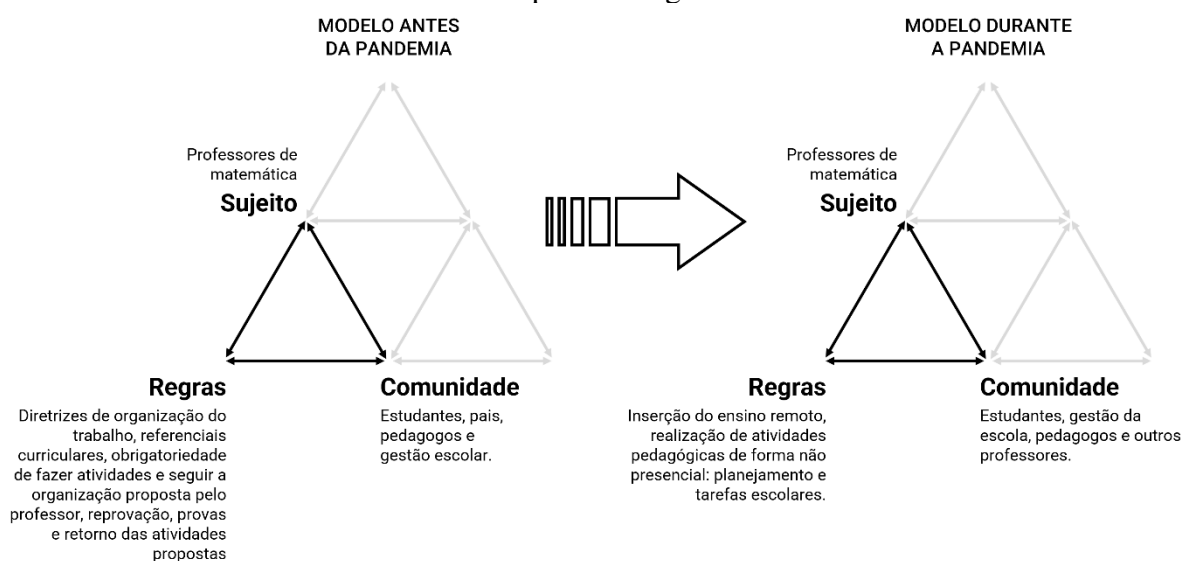 MODELO ANTES
DA PANDEMIA
Professores de
matemática
Sujeito
Regras
Diretrizes de organização do
trabalho, referenciais
curriculares, obrigatoriedade
de fazer atividades e seguir a
organização proposta pelo
professor, reprovação, provas
e retorno das atividades
propostas
Comunidade
Estudantes, pais,
pedagogos e
gestão escolar.
MODELO DURANTE
A PANDEMIA
Professores de
matemática
Sujeito
Regras
Inserção do ensino remoto,
realização de atividades
pedagógicas de forma não
presencial: planejamento e
tarefas escolares.
Comunidade
Estudantes, gestão da
escola, pedagogos e outros
professores.